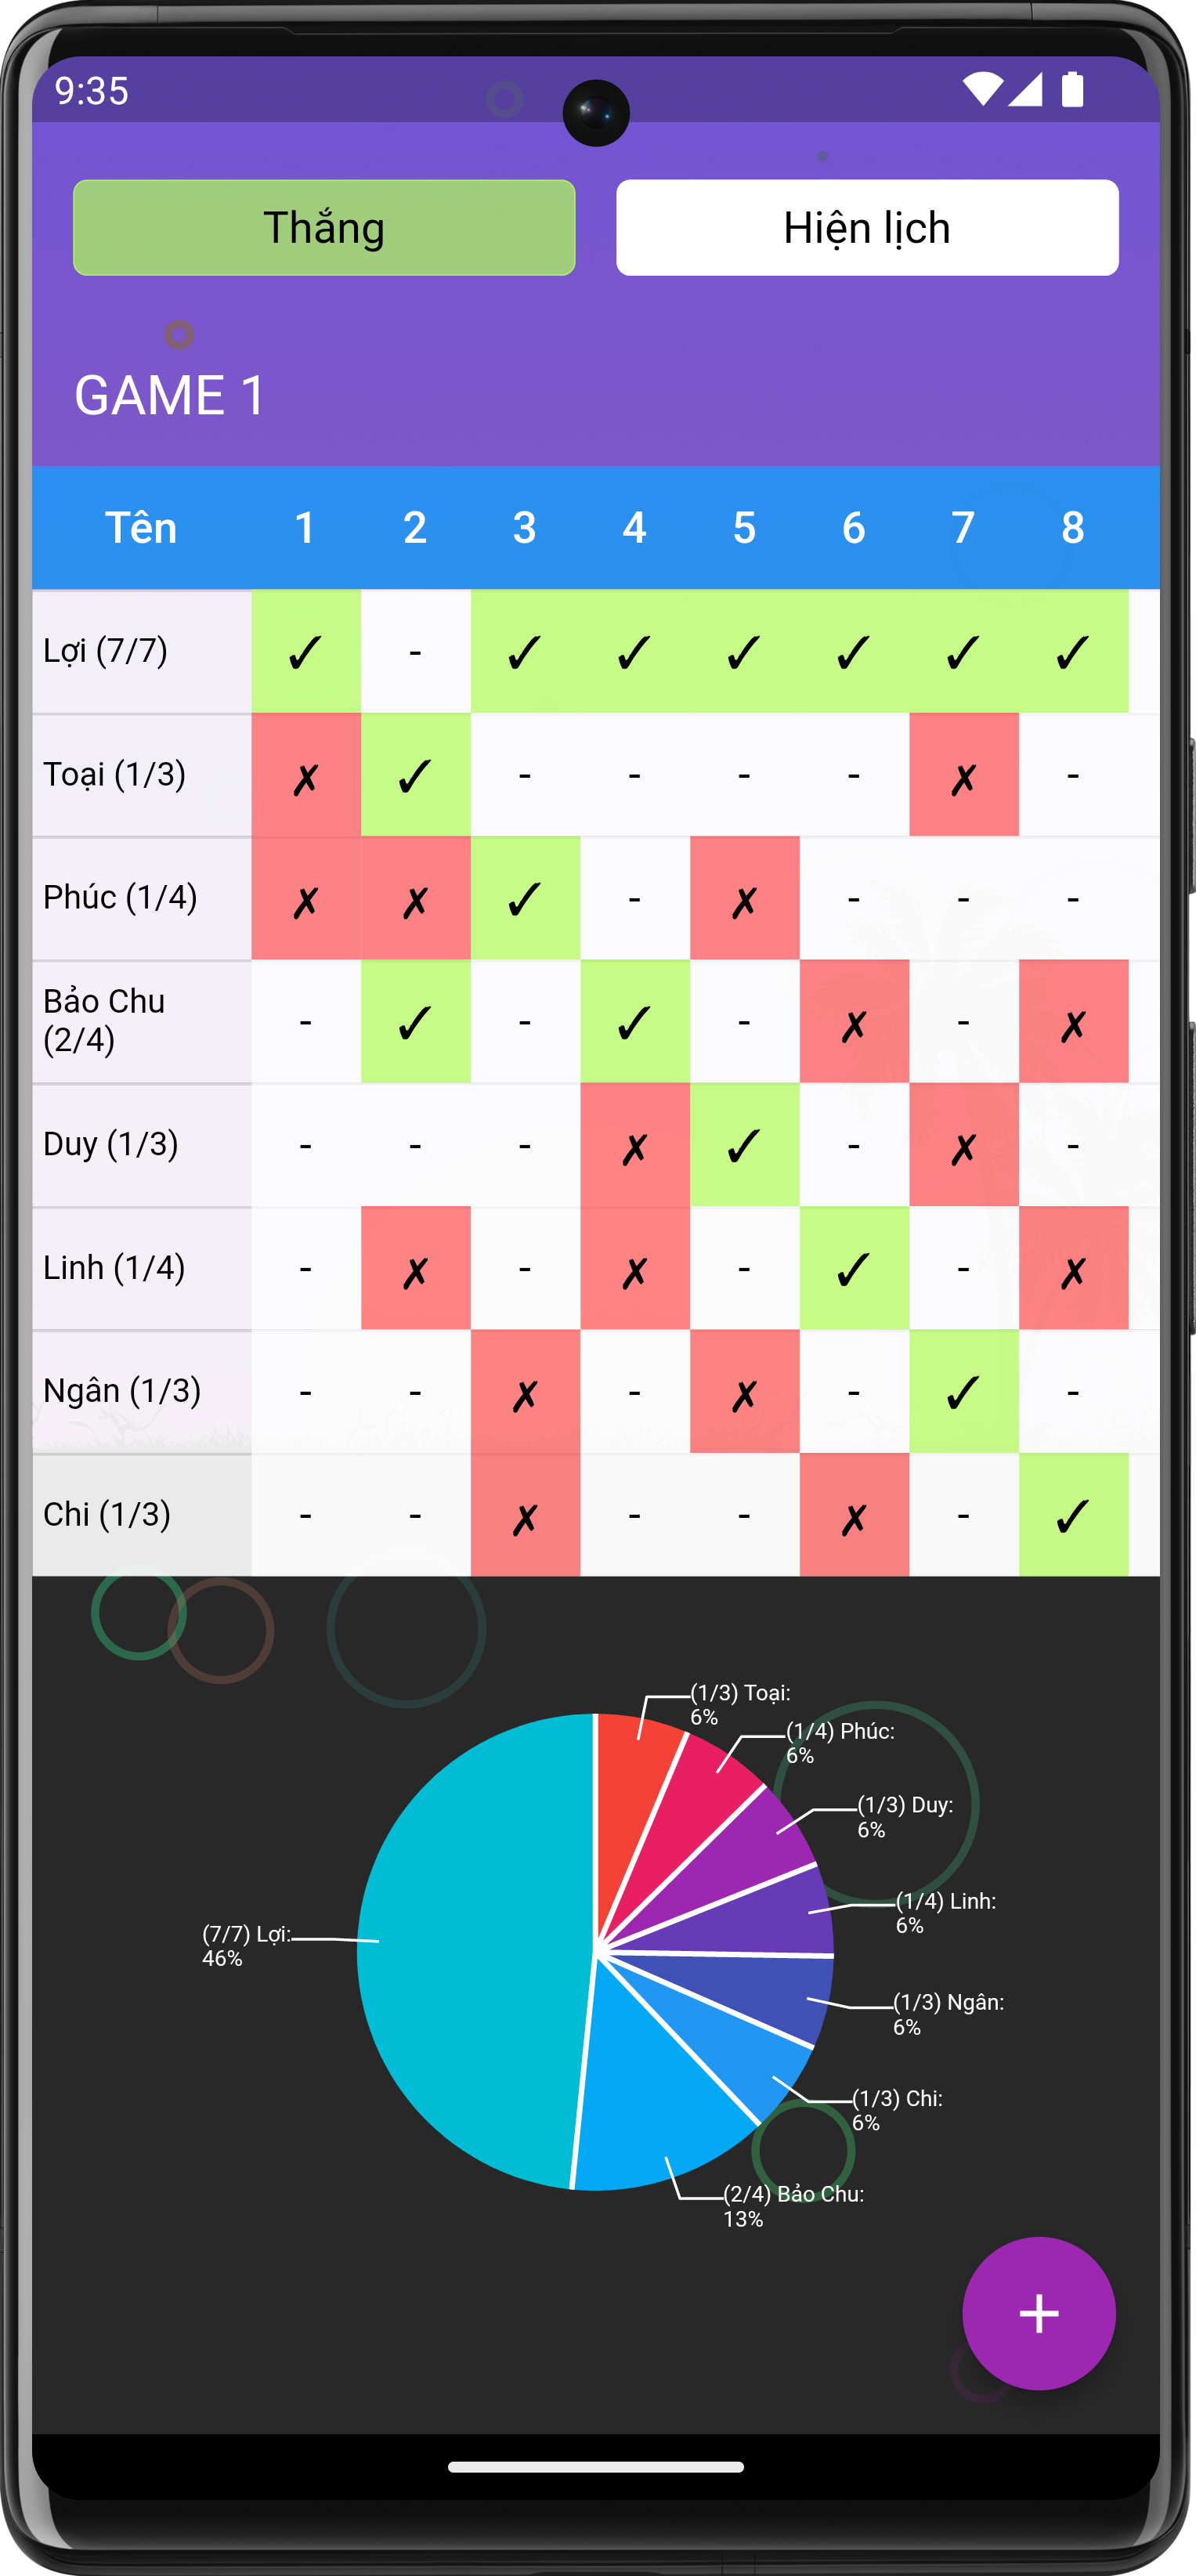 9:35
Thắng
Hiện lịch
GAME 1
Tên 1 2 3 4 5 6 7 8
Lợi (7/7) ✓ - ✓ ✓ ✓ ✓ ✓ ✓
Toại (1/3) ✗ ✓ - - - - ✗ -
Phúc (1/4) ✗ ✗ ✓ - ✗ - - -
Bảo Chu
(2/4) - ✓ - ✓ - ✗ - ✗
Duy (1/3) - - - ✗ ✓ - ✗ -
Linh (1/4) - ✗ - ✗ - ✓ - ✗
Ngân (1/3) - - ✗ - ✗ - ✓ -
Chi (1/3) - - ✗ - - ✗ - ✓
(1/3) Toại:
6%
(1/4) Phúc:
6%
(1/3) Duy:
6%
(1/4) Linh:
6%
(7/7) Lợi:
46%
(1/3) Ngân:
6%
(1/3) Chi:
6%
(2/4) Bảo Chu:
13%
+